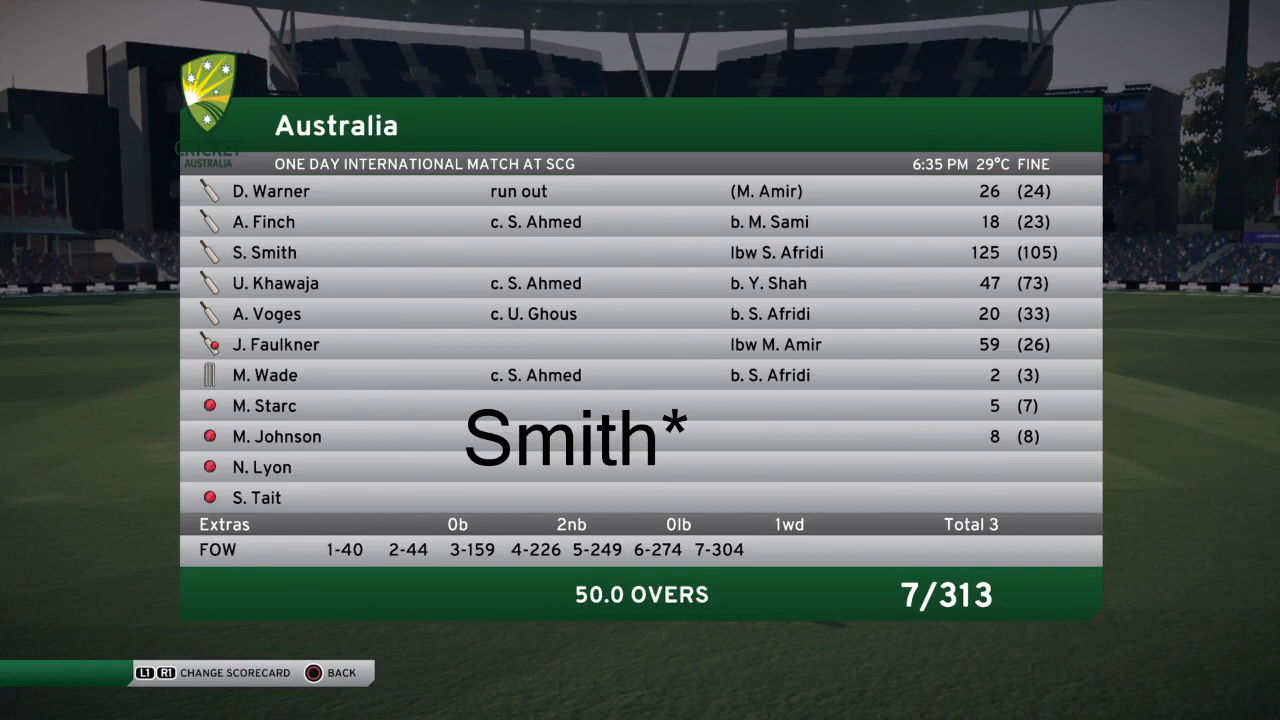 Australia
CRICKET
AUSTRALIA
ONE DAY INTERNATIONAL MATCH AT SCG 6:35 PM 29°C FINE
D. Warner run out (M. Amir) 26 (24)
A. Finch c. S. Ahmed b. M. Sami 18 (23)
S. Smith lbw S. Afridi 125 (105)
U. Khawaja c. S. Ahmed b. Y. Shah 47 (73)
A. Voges c. U. Ghous b. S. Afridi 20 (33)
J. Faulkner lbw M. Amir 59 (26)
M. Wade c. S. Ahmed b. S. Afridi 2 (3)
M. Starc 5 (7)
M. Johnson 8 (8)
Smith*
N. Lyon
S. Tait
Extras 0b 2nb 0lb 1wd Total 3
FOW 1-40 2-44 3-159 4-226 5-249 6-274 7-304
50.0 OVERS 7/313
L1 R1 CHANGE SCORECARD BACK